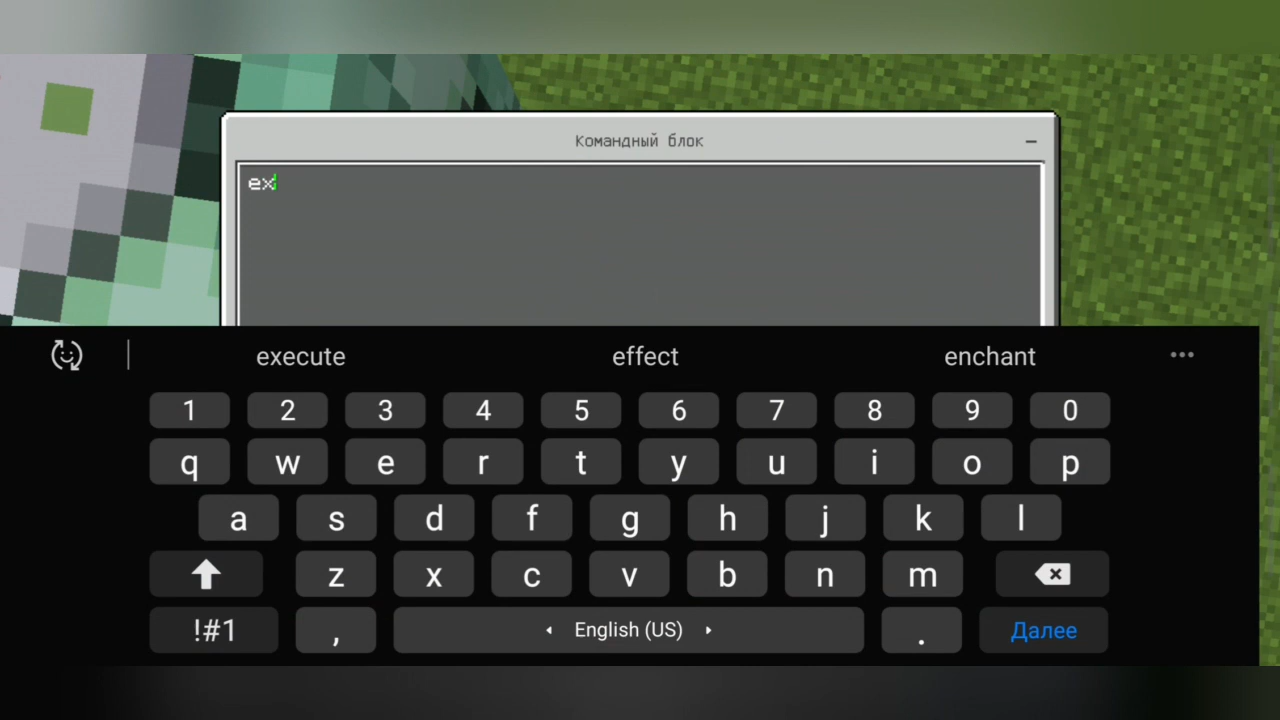 Командный блок
ex
execute effect enchant
1 2 3 4 5 6 7 8 9 0
q w e r t y u i o p
a s d f g h j k l
z x c v b n m
!#1 , English (US) . Далее